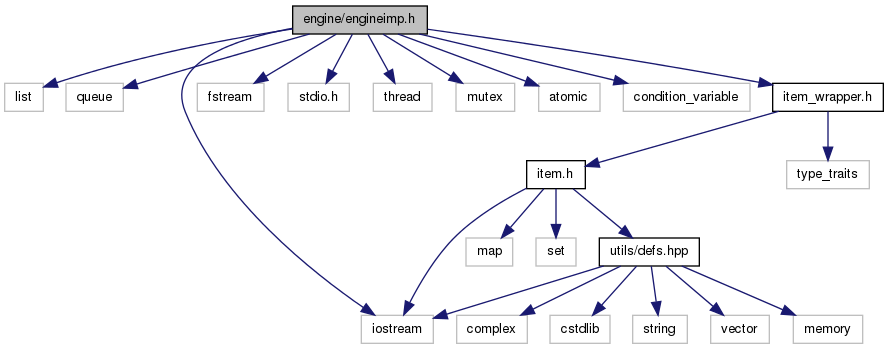 engine/engineimp.h
list
queue
fstream
stdio.h
thread
mutex
atomic
condition_variable
item_wrapper.h
item.h
type_traits
map
set
utils/defs.hpp
iostream
complex
cstdlib
string
vector
memory